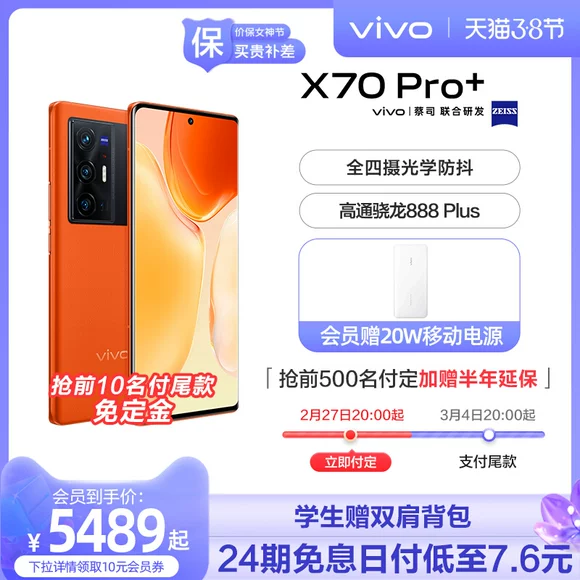 保
价保女神节
买贵补差
vivo
天猫3.8节
X70 Pro+
vivo|蔡司 联合研发 ZEISS
全四摄光学防抖
高通骁龙888 Plus
会员赠20W移动电源
vivo
抢前10名付尾款
免定金
「抢前500名付定加赠半年延保」
2月27日20:00起
3月4日20:00起
立即付定
支付尾款
会员到手价:
¥5489起
下拉详情领取10元会员券
学生赠双肩背包
24期免息日付低至7.6元